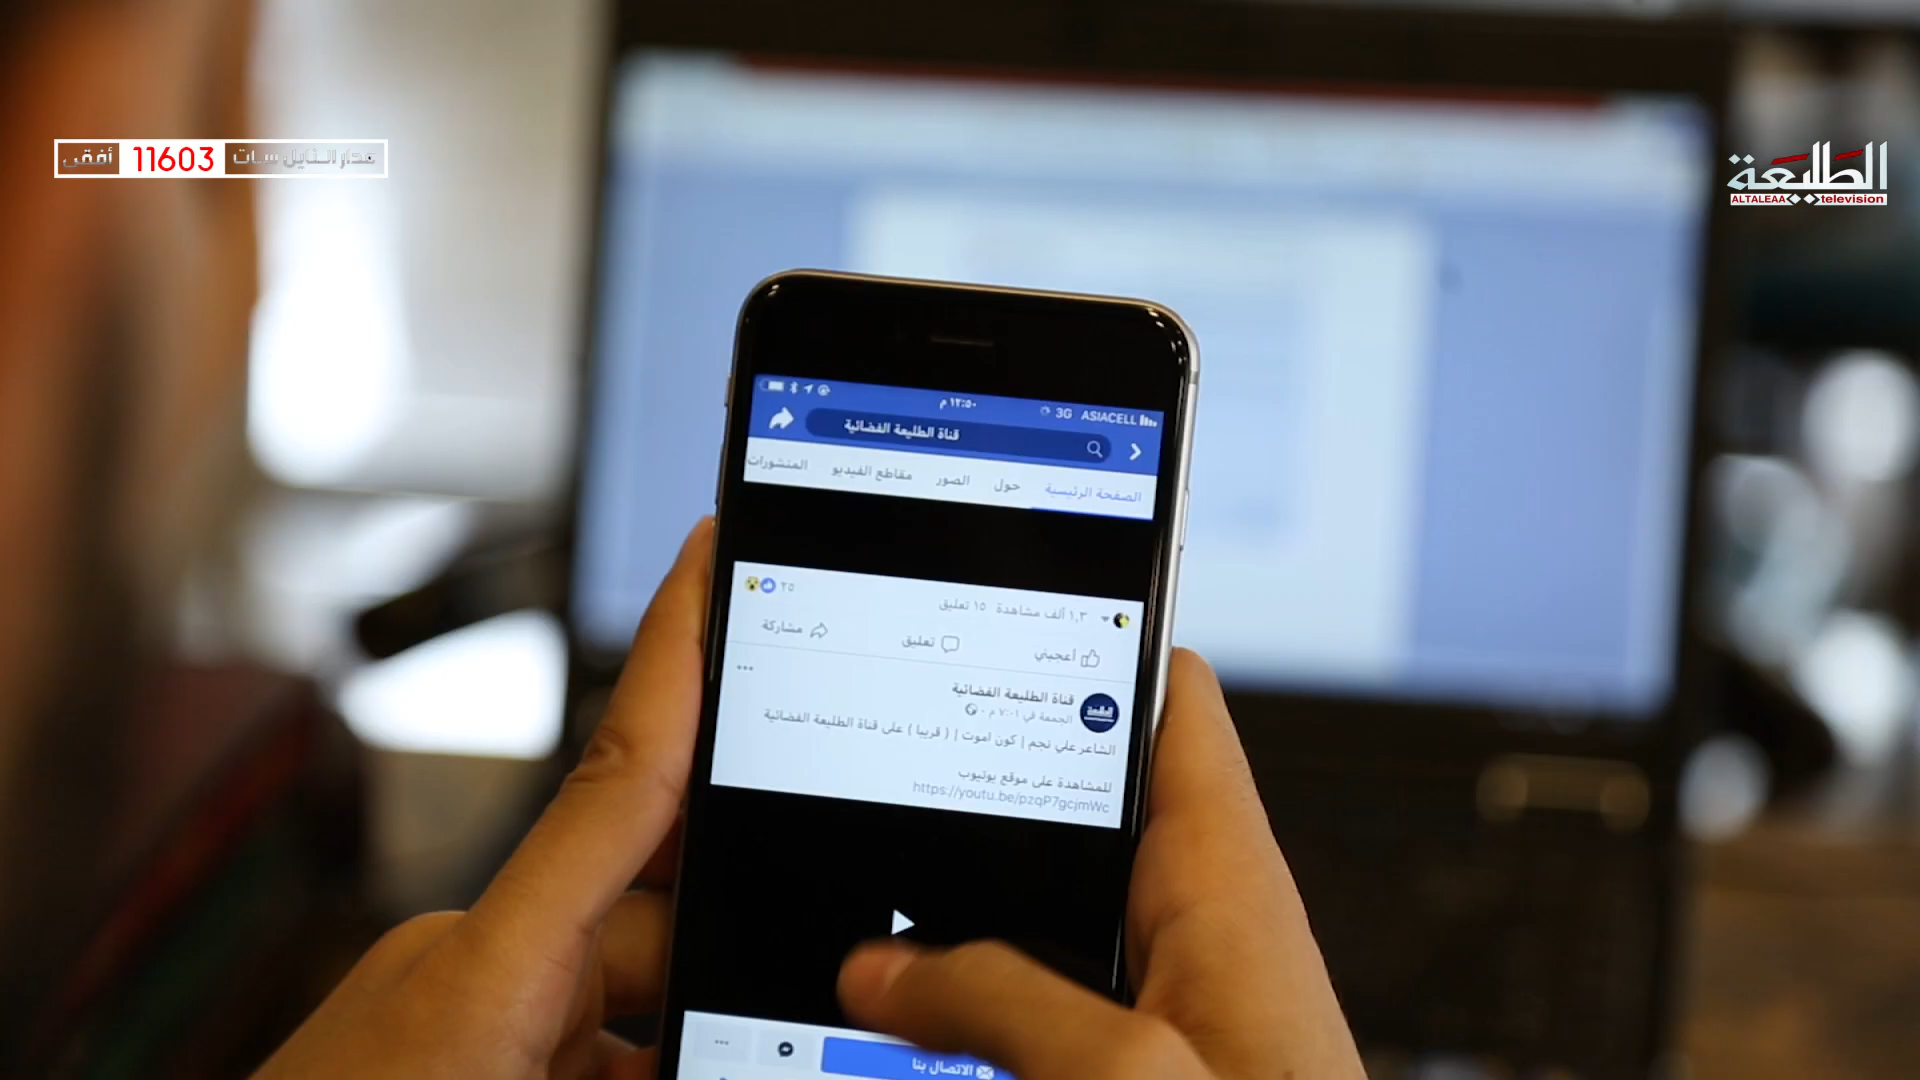 مدار النايل سات 11603 أفقي
الطليعة
ALTALEAA television
ASIACELL 3G ١٢:٥٠ م
قناة الطليعة الفضائية
الصفحة الرئيسية حول الصور مقاطع الفيديو المنشورات
١,٣ ألف مشاهدة ١٥ تعليق ٢٥
أعجبني تعليق مشاركة
قناة الطليعة الفضائية
الجمعة في ٧:٠١ م
الشاعر علي نجم | كون اموت | ( قريبا ) على قناة الطليعة الفضائية
للمشاهدة على موقع يوتيوب
https://youtu.be/pzqP7gcjmWc
الاتصال بنا